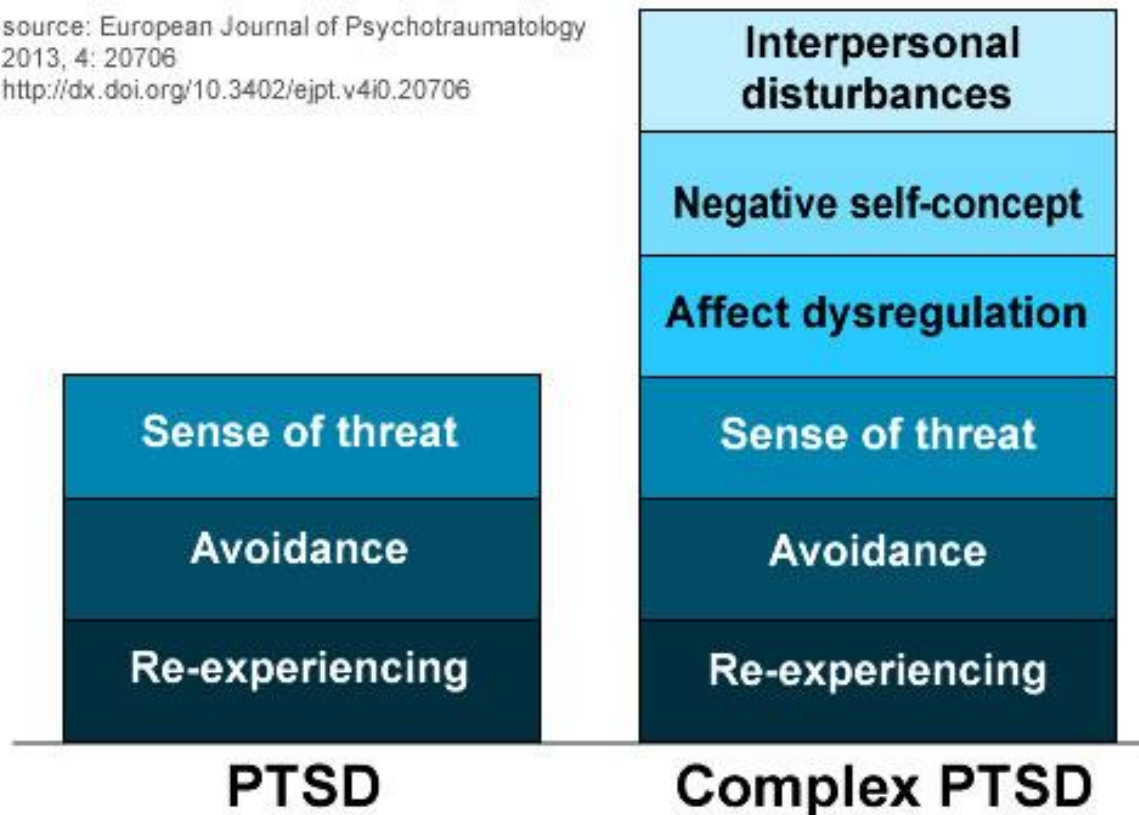 source: European Journal of Psychotraumatology
2013, 4: 20706
http://dx.doi.org/10.3402/ejpt.v4i0.20706
Sense of threat
Avoidance
Re-experiencing
PTSD
Interpersonal
disturbances
Negative self-concept
Affect dysregulation
Sense of threat
Avoidance
Re-experiencing
Complex PTSD